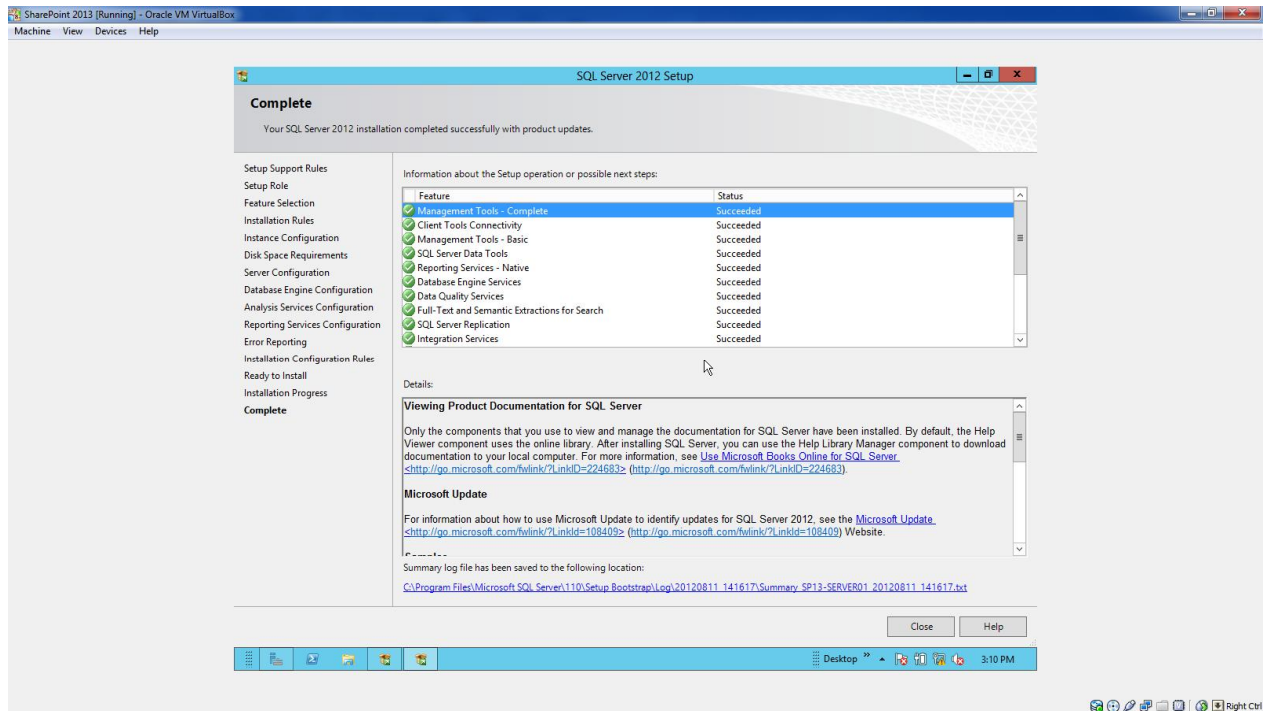 SharePoint 2013 [Running] - Oracle VM VirtualBox
Machine View Devices Help
SQL Server 2012 Setup
Complete
Your SQL Server 2012 installation completed successfully with product updates.
Setup Support Rules
Setup Role
Feature Selection
Installation Rules
Instance Configuration
Disk Space Requirements
Server Configuration
Database Engine Configuration
Analysis Services Configuration
Reporting Services Configuration
Error Reporting
Installation Configuration Rules
Ready to Install
Installation Progress
Complete
Information about the Setup operation or possible next steps:
Feature Status
Management Tools - Complete Succeeded
Client Tools Connectivity Succeeded
Management Tools - Basic Succeeded
SQL Server Data Tools Succeeded
Reporting Services - Native Succeeded
Database Engine Services Succeeded
Data Quality Services Succeeded
Full-Text and Semantic Extractions for Search Succeeded
SQL Server Replication Succeeded
Integration Services Succeeded
Details:
Viewing Product Documentation for SQL Server
Only the components that you use to view and manage the documentation for SQL Server have been installed. By default, the Help
Viewer component uses the online library. After installing SQL Server, you can use the Help Library Manager component to download
documentation to your local computer. For more information, see Use Microsoft Books Online for SQL Server
<http://go.microsoft.com/fwlink/?LinkID=224683> (http://go.microsoft.com/fwlink/?LinkID=224683).
Microsoft Update
For information about how to use Microsoft Update to identify updates for SQL Server 2012, see the Microsoft Update
<http://go.microsoft.com/fwlink/?LinkId=108409> (http://go.microsoft.com/fwlink/?LinkId=108409) Website.
Summary log file has been saved to the following location:
C:\Program Files\Microsoft SQL Server\110\Setup Bootstrap\Log\20120811_141617\Summary_SP13-SERVER01_20120811_141617.txt
Close Help
Desktop 3:10 PM
Right Ctrl